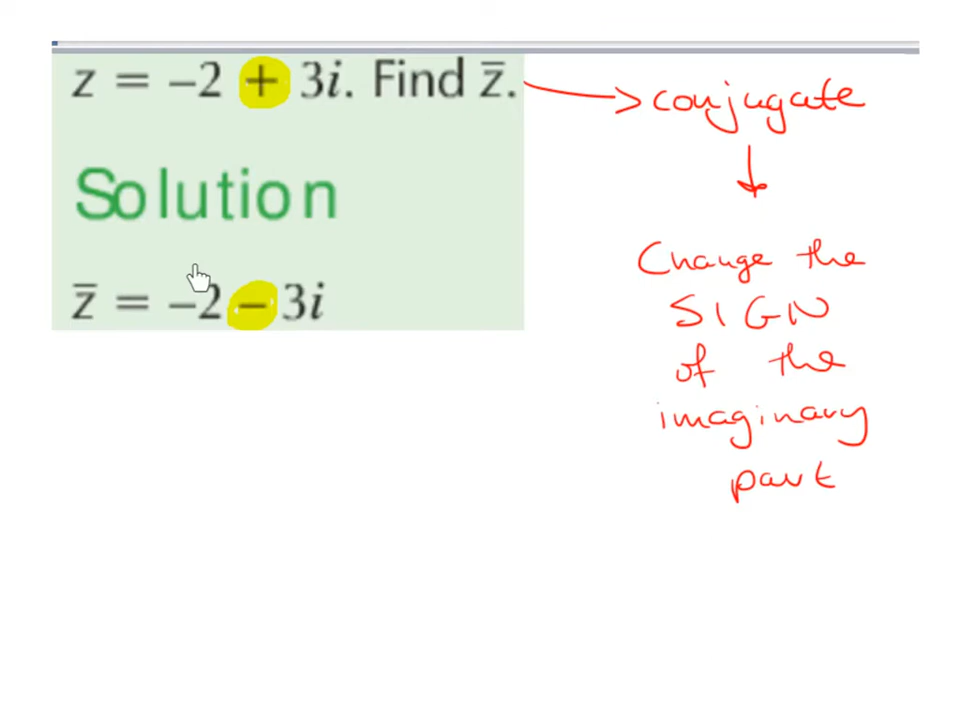 z = −2 + 3i. Find z̄.
conjugate
Solution
z̄ = −2 − 3i
Change the
SIGN
of the
imaginary
part